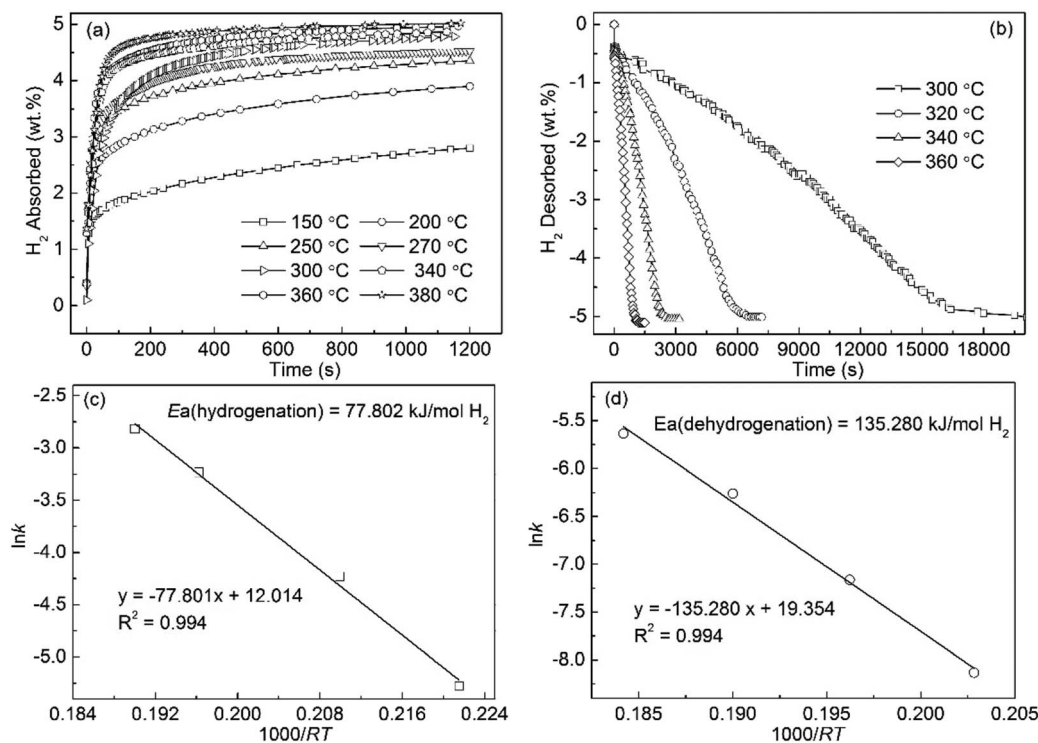 (a)
H2 Absorbed (wt.%)
5
4
3
2
1
0
150 °C
200 °C
250 °C
270 °C
300 °C
340 °C
360 °C
380 °C
0 200 400 600 800 1000 1200
Time (s)
(b)
H2 Desorbed (wt.%)
0
-1
-2
-3
-4
-5
300 °C
320 °C
340 °C
360 °C
0 3000 6000 9000 12000 15000 18000
Time (s)
(c)
Ea(hydrogenation) = 77.802 kJ/mol H2
lnk
-2.5
-3.0
-3.5
-4.0
-4.5
-5.0
y = -77.801x + 12.014
R2 = 0.994
0.184 0.192 0.200 0.208 0.216 0.224
1000/RT
(d)
Ea(dehydrogenation) = 135.280 kJ/mol H2
lnk
-5.5
-6.0
-6.5
-7.0
-7.5
-8.0
y = -135.280 x + 19.354
R2 = 0.994
0.185 0.190 0.195 0.200 0.205
1000/RT